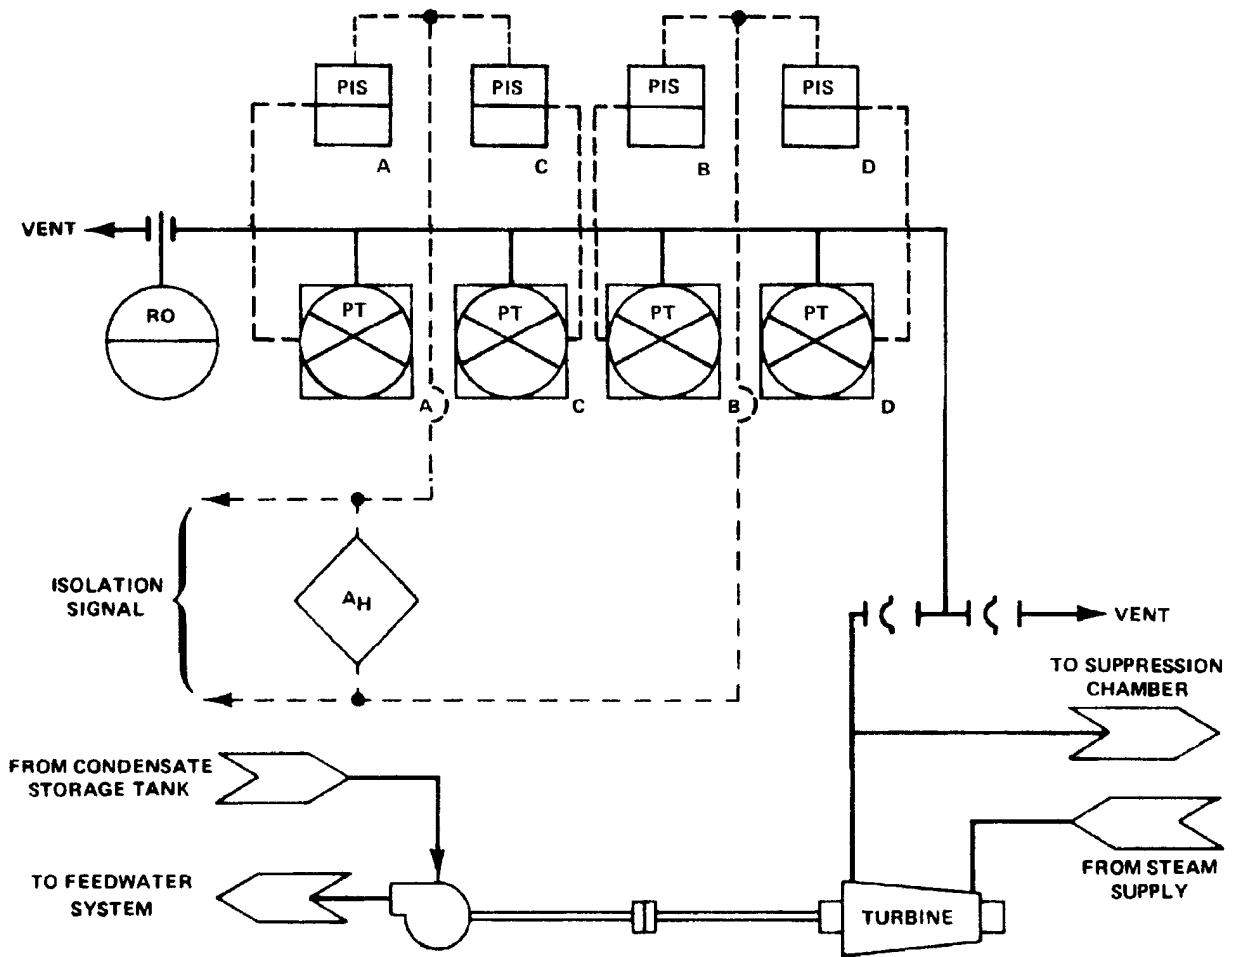 PIS
PIS
PIS
PIS
A
C
B
D
VENT
RO
PT
PT
PT
PT
A
C
B
D
ISOLATION
SIGNAL
AH
VENT
TO SUPPRESSION
CHAMBER
FROM CONDENSATE
STORAGE TANK
FROM STEAM
SUPPLY
TO FEEDWATER
SYSTEM
TURBINE